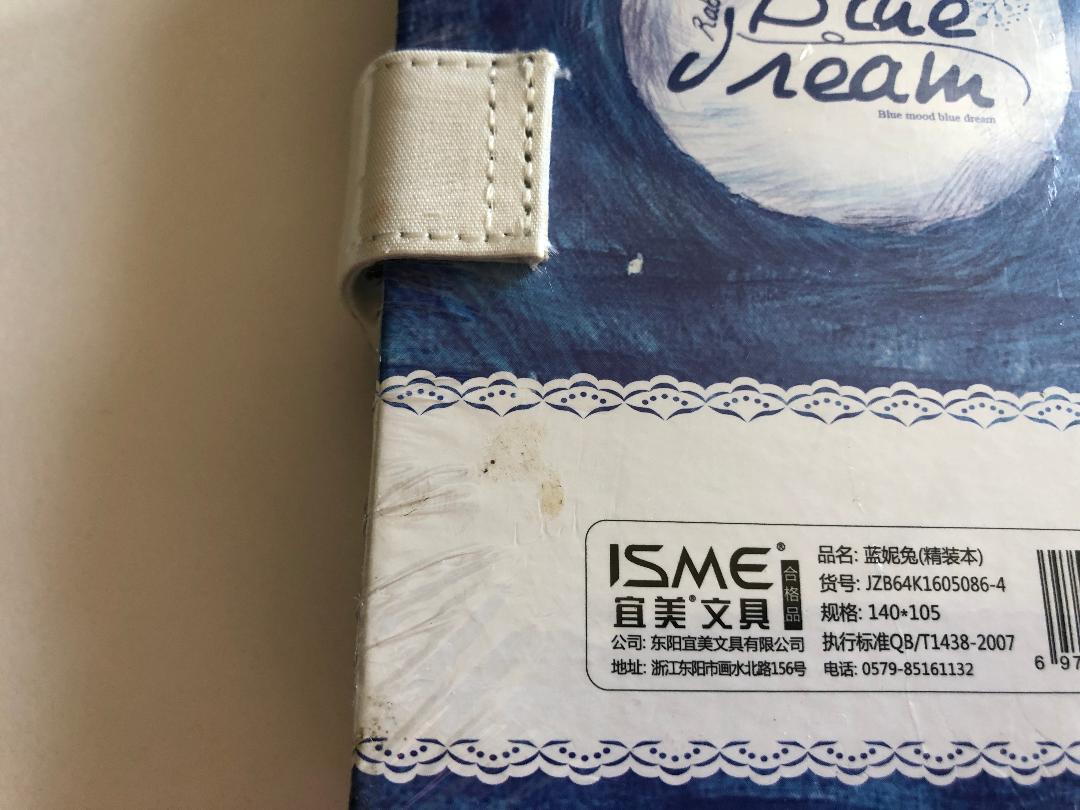 Blue
dream
Blue mood blue dream
ISME®
宜美®文具
合格品
公司: 东阳宜美文具有限公司
地址: 浙江东阳市画水北路156号
品名: 蓝妮兔(精装本)
货号: JZB64K1605086-4
规格: 140*105
执行标准QB/T1438-2007
电话: 0579-85161132
6 97